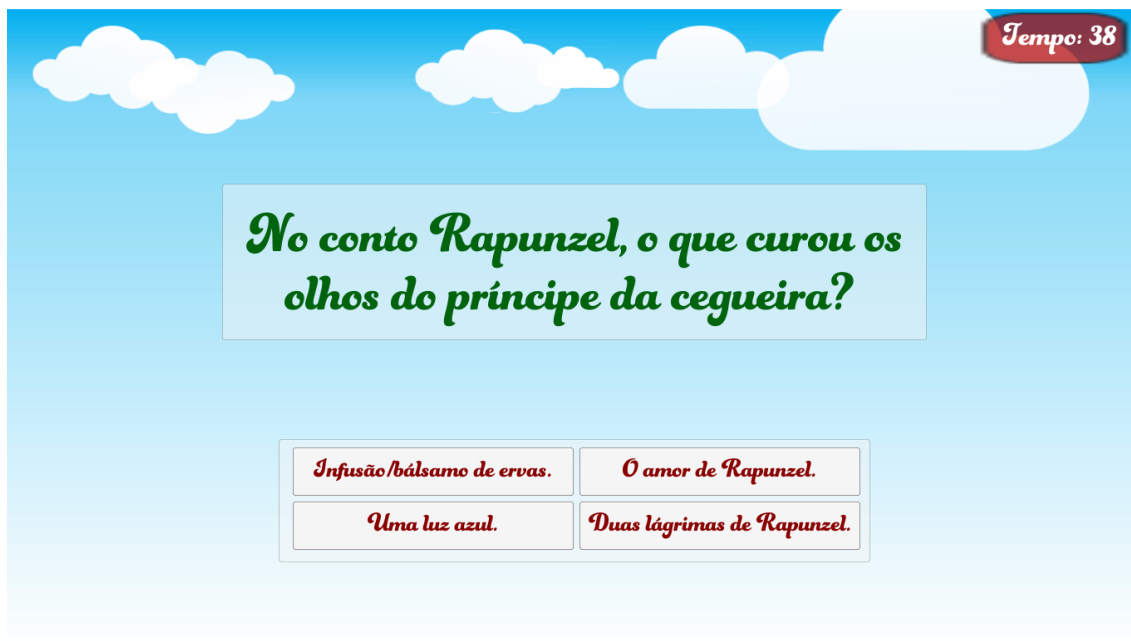 Tempo: 38
No conto Rapunzel, o que curou os
olhos do príncipe da cegueira?
Infusão/bálsamo de ervas.
O amor de Rapunzel.
Uma luz azul.
Duas lágrimas de Rapunzel.